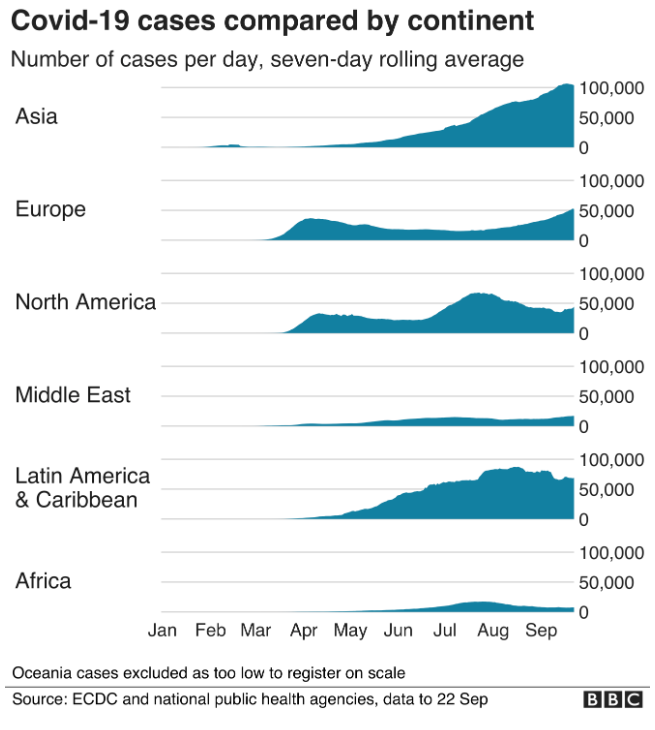 Covid-19 cases compared by continent
Number of cases per day, seven-day rolling average
Asia
100,000
50,000
0
Europe
100,000
50,000
0
North America
100,000
50,000
0
Middle East
100,000
50,000
0
Latin America
& Caribbean
100,000
50,000
0
Africa
100,000
50,000
0
Jan Feb Mar Apr May Jun Jul Aug Sep
Oceania cases excluded as too low to register on scale
Source: ECDC and national public health agencies, data to 22 Sep
BBC